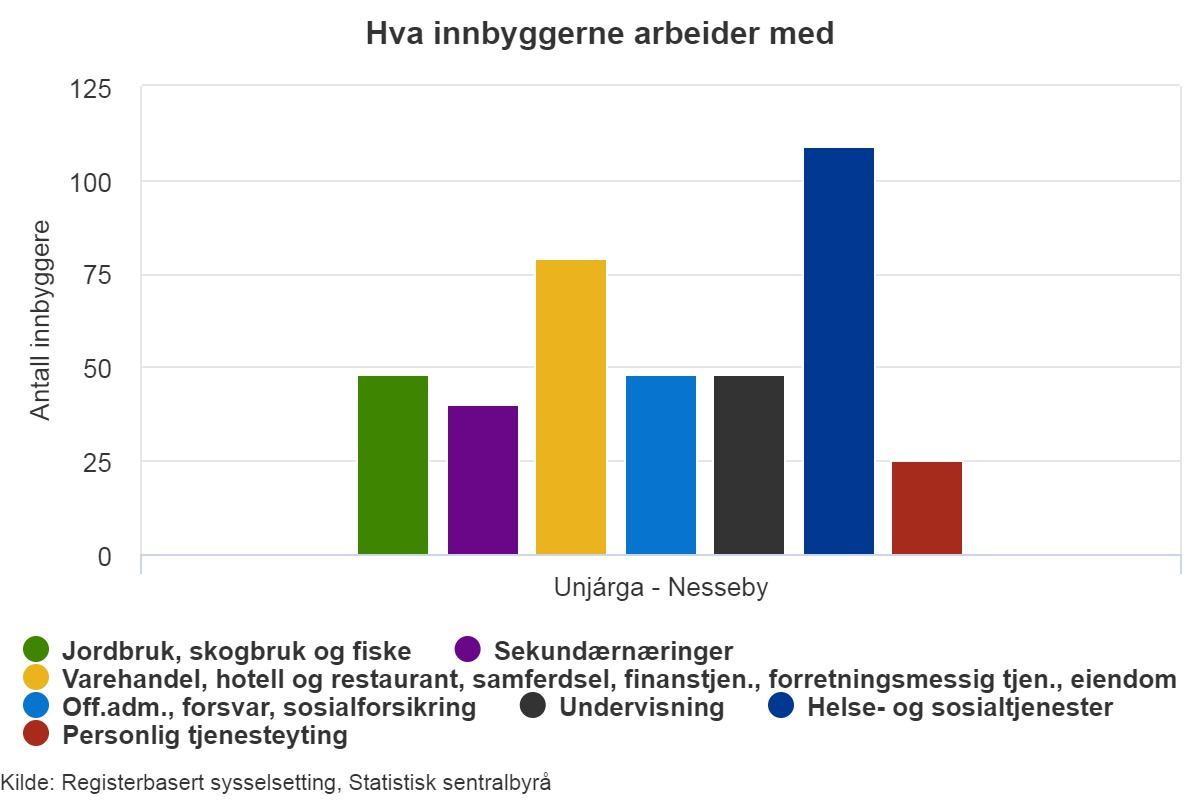 Hva innbyggerne arbeider med
Antall innbyggere
125
100
75
50
25
0
Unjárga - Nesseby
Jordbruk, skogbruk og fiske Sekundærnæringer
Varehandel, hotell og restaurant, samferdsel, finanstjen., forretningsmessig tjen., eiendom
Off.adm., forsvar, sosialforsikring Undervisning Helse- og sosialtjenester
Personlig tjenesteyting
Kilde: Registerbasert sysselsetting, Statistisk sentralbyrå